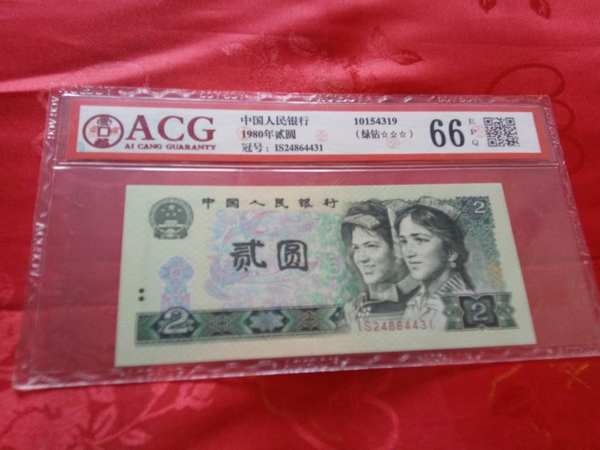 ACG
AI CANG GUARANTY
中国人民银行
1980年贰圆
冠号：IS24864431
10154319
（绿钻☆☆☆）
66
E
P
Q
中国人民银行
贰圆
2
2
2
IS24864431